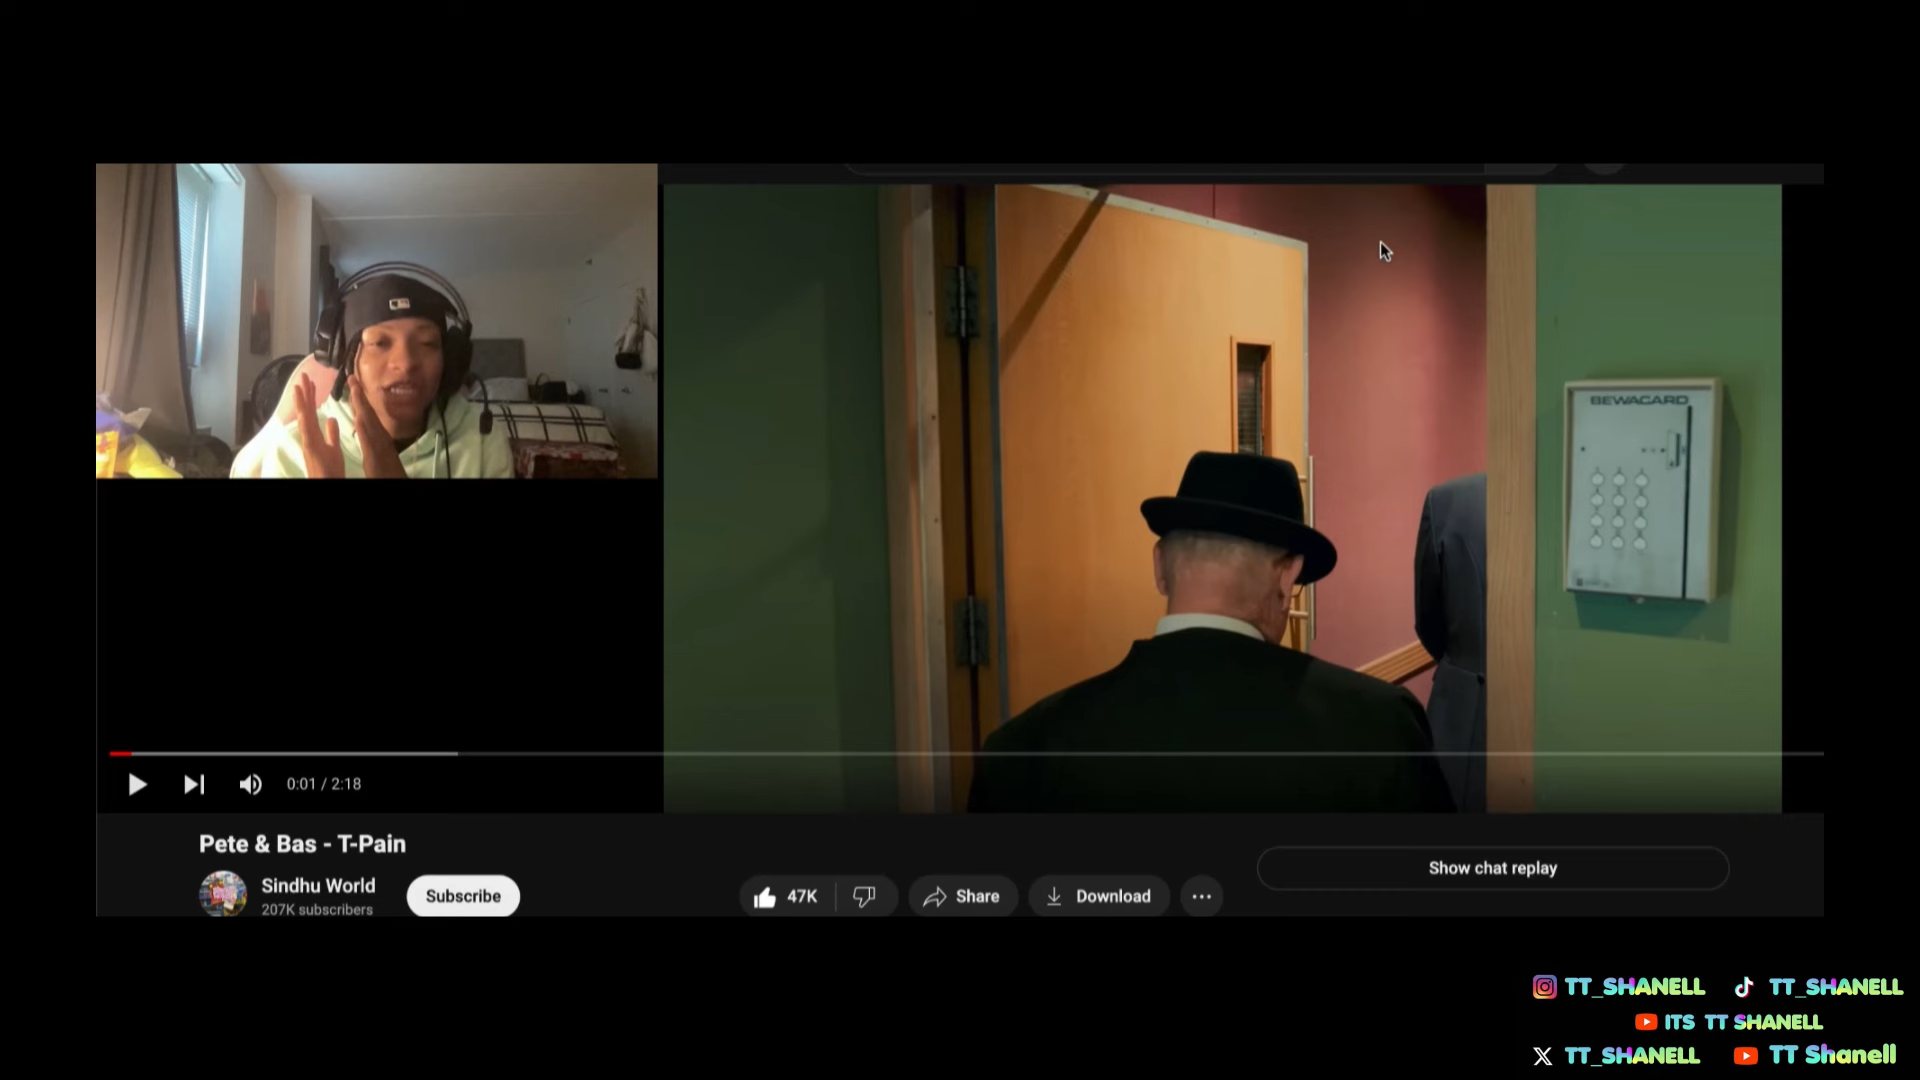 BEWACARD
0:01 / 2:18
Pete & Bas - T-Pain
Sindhu World
207K subscribers
Subscribe
47K
Share
Download
Show chat replay
TT_SHANELL
TT_SHANELL
ITS TT SHANELL
TT_SHANELL
TT Shanell